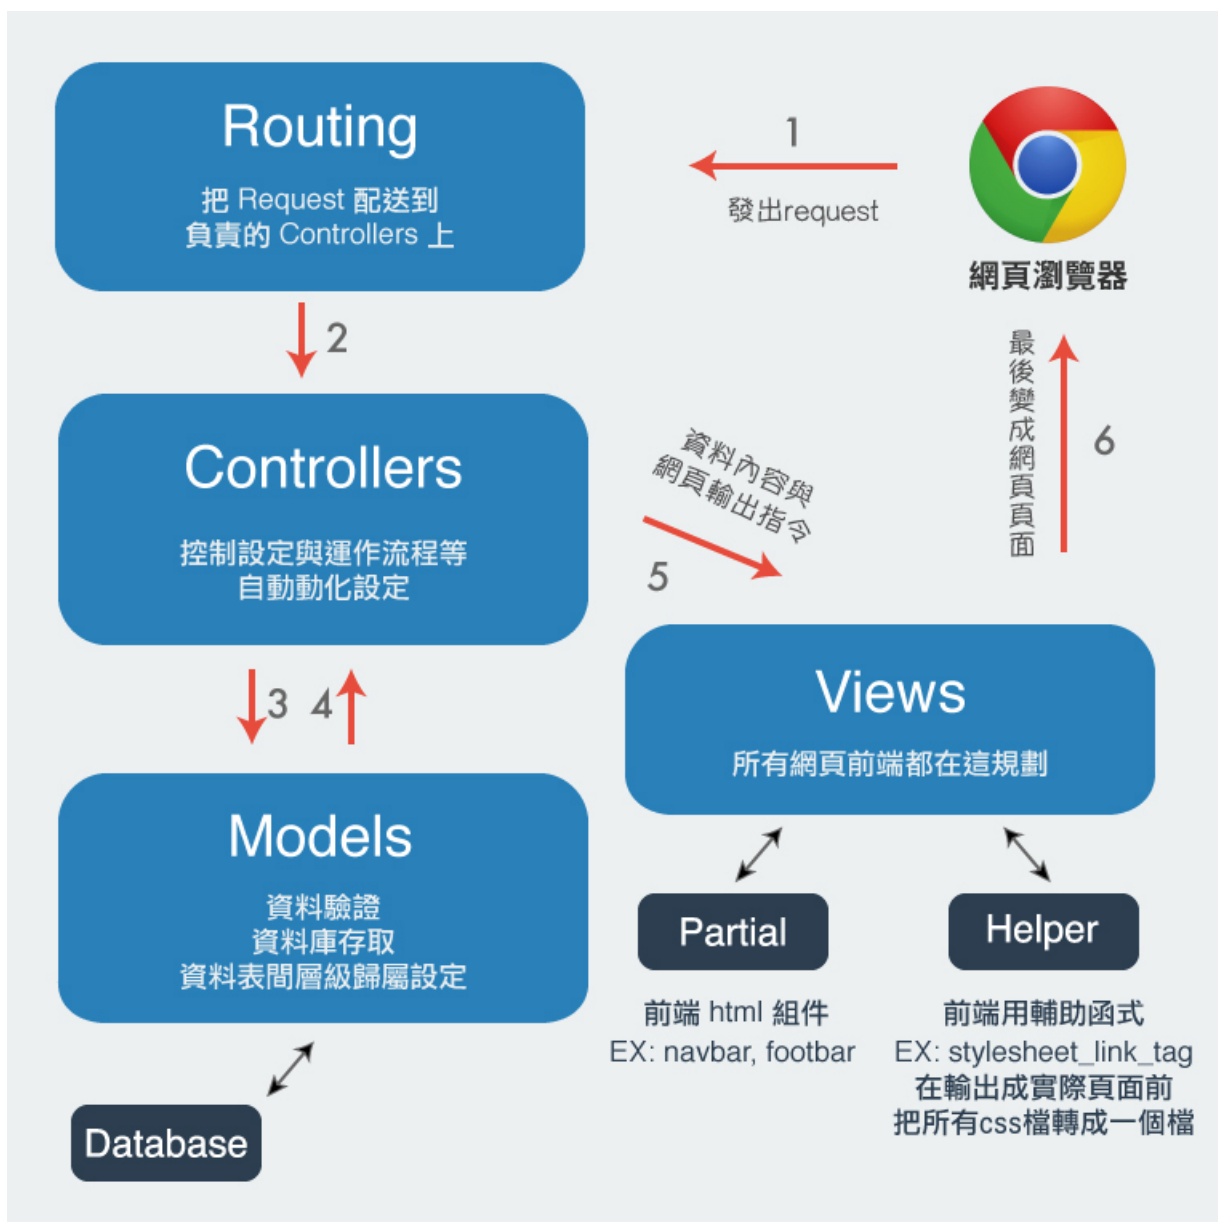 Routing
把 Request 配送到
負責的 Controllers 上
1
發出request
網頁瀏覽器
2
Controllers
控制設定與運作流程等
自動動化設定
資料內容與
網頁輸出指令
5
最後變成網頁頁面
6
3
4
Models
資料驗證
資料庫存取
資料表間層級歸屬設定
Database
Views
所有網頁前端都在這規劃
Partial
前端 html 組件
EX: navbar, footbar
Helper
前端用輔助函式
EX: stylesheet_link_tag
在輸出成實際頁面前
把所有css檔轉成一個檔